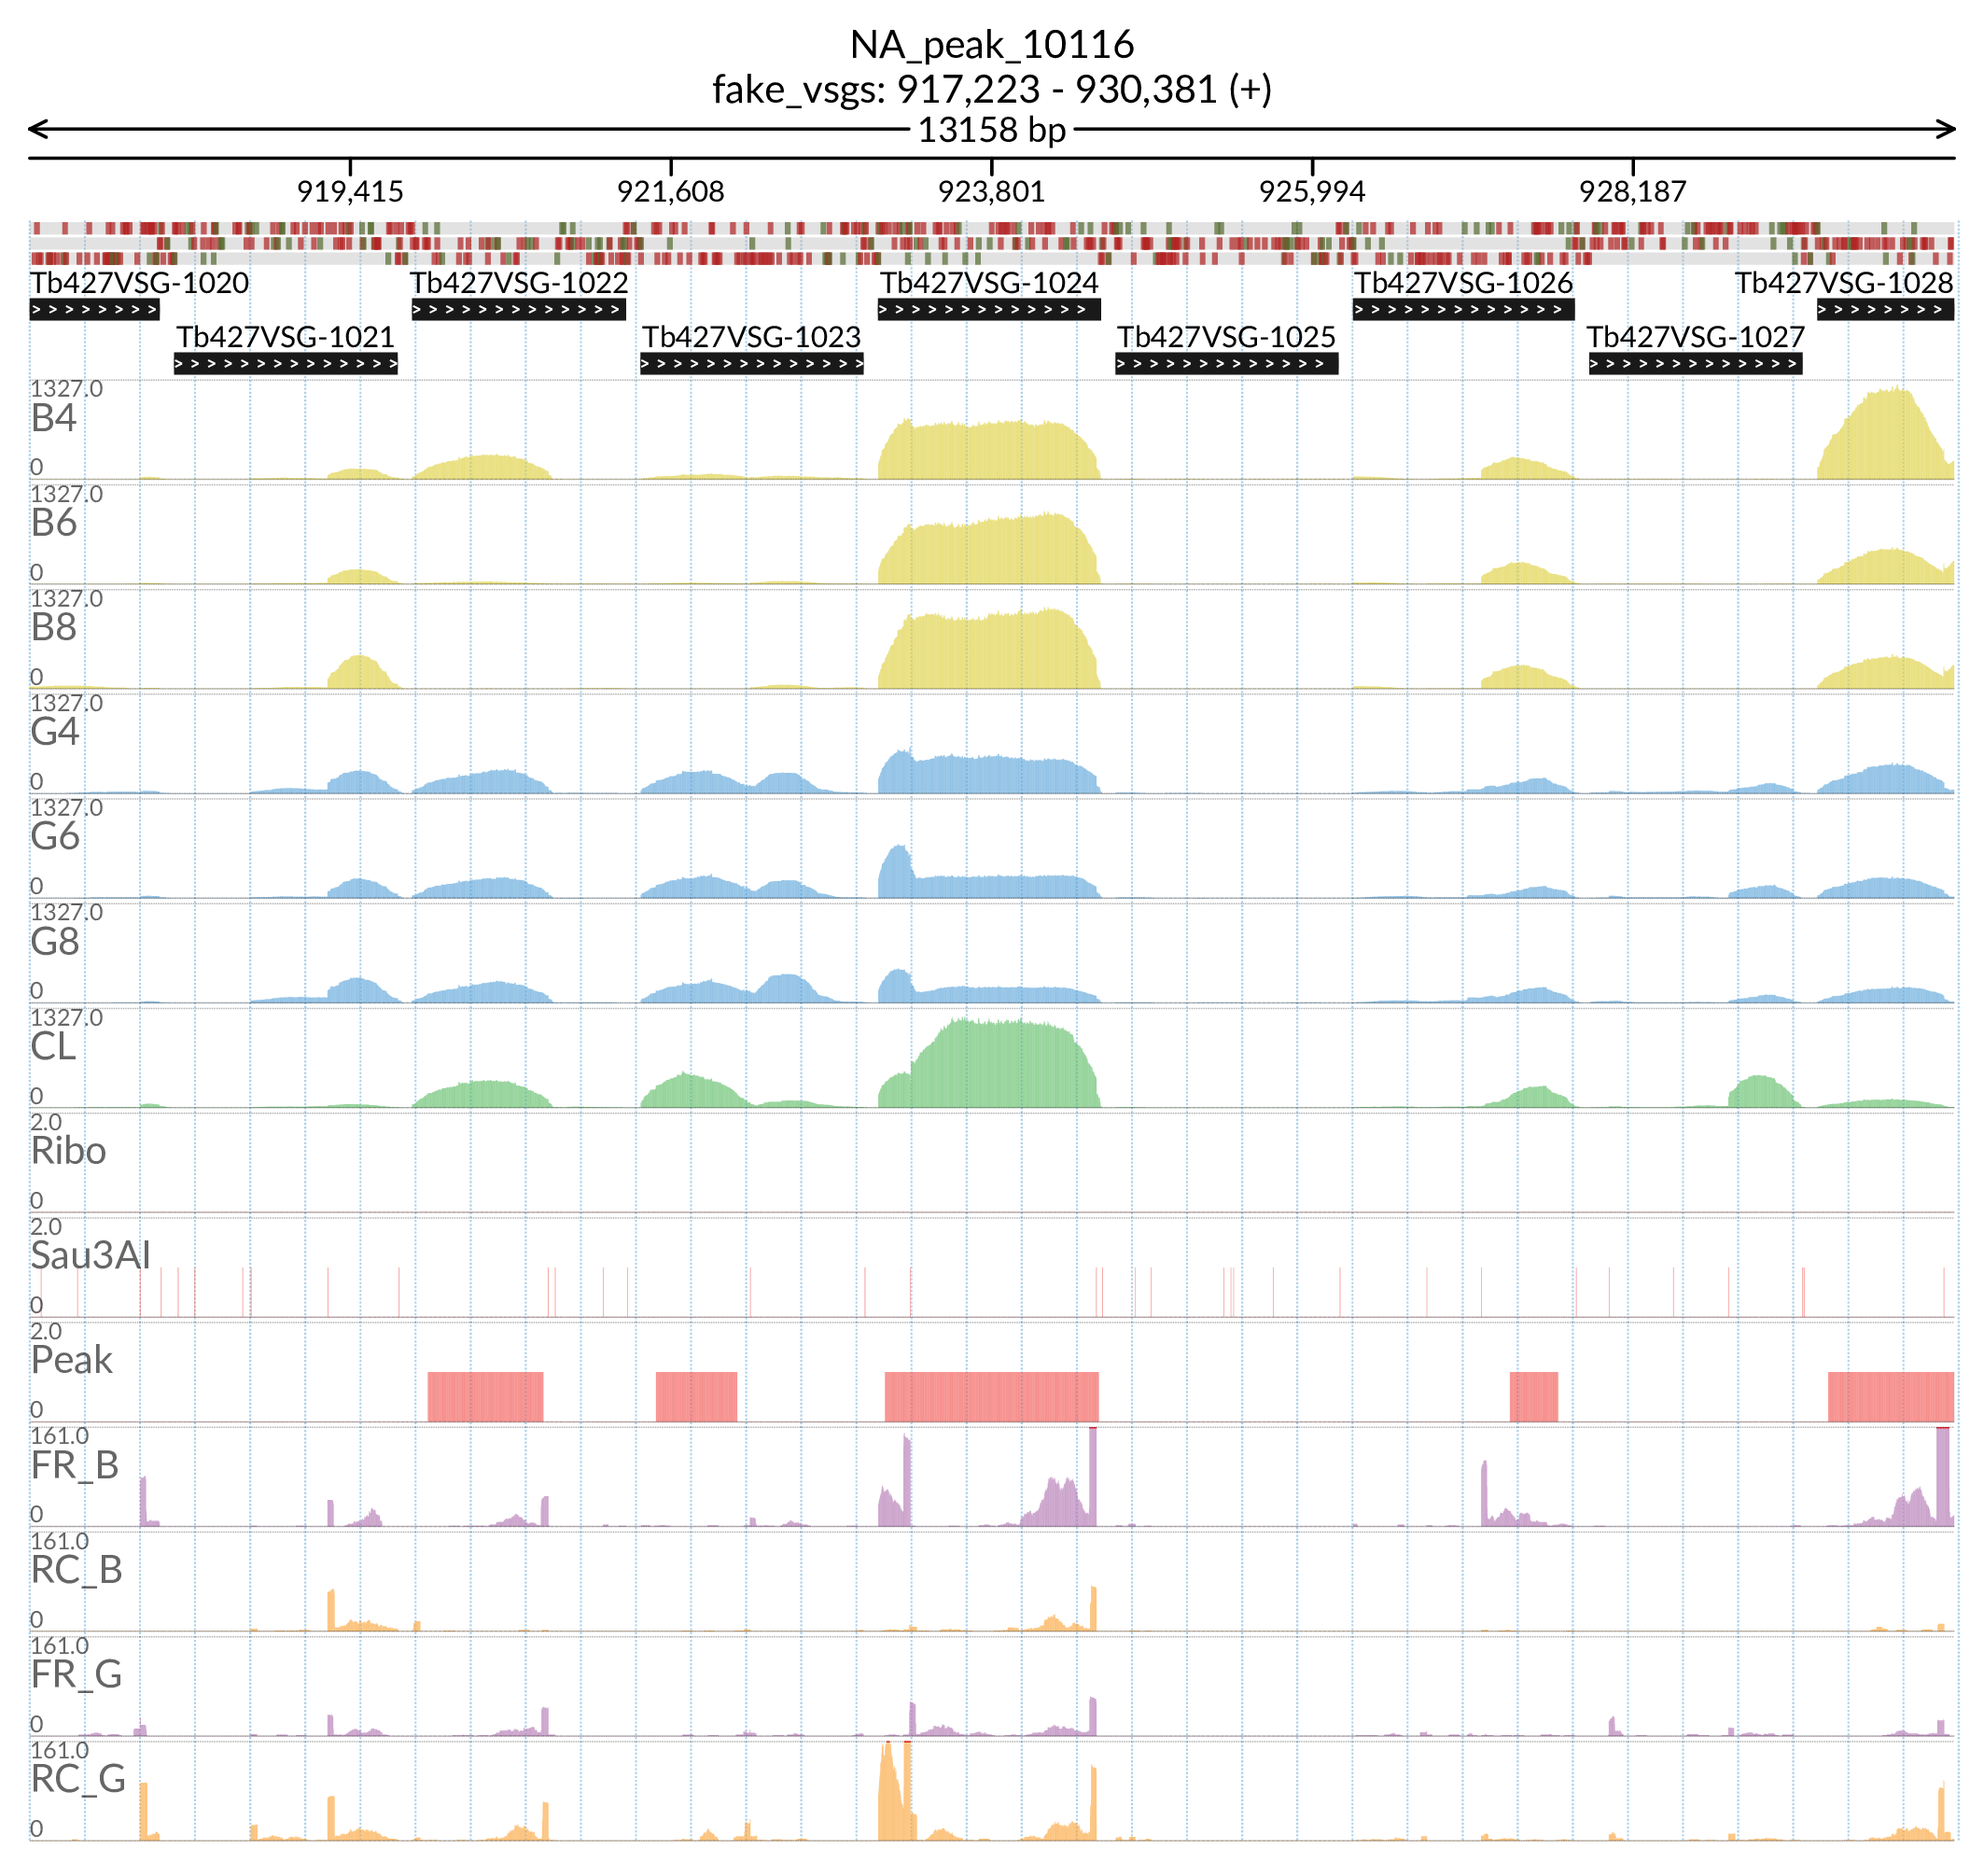 NA_peak_10116
fake_vsgs: 917,223 - 930,381 (+)
13158 bp
919,415 921,608 923,801 925,994 928,187
Tb427VSG-1020 Tb427VSG-1022 Tb427VSG-1024 Tb427VSG-1026 Tb427VSG-1028
Tb427VSG-1021 Tb427VSG-1023 Tb427VSG-1025 Tb427VSG-1027
1327.0
B4
0
1327.0
B6
0
1327.0
B8
0
1327.0
G4
0
1327.0
G6
0
1327.0
G8
0
1327.0
CL
0
2.0
Ribo
0
2.0
Sau3AI
0
2.0
Peak
0
161.0
FR_B
0
161.0
RC_B
0
161.0
FR_G
0
161.0
RC_G
0